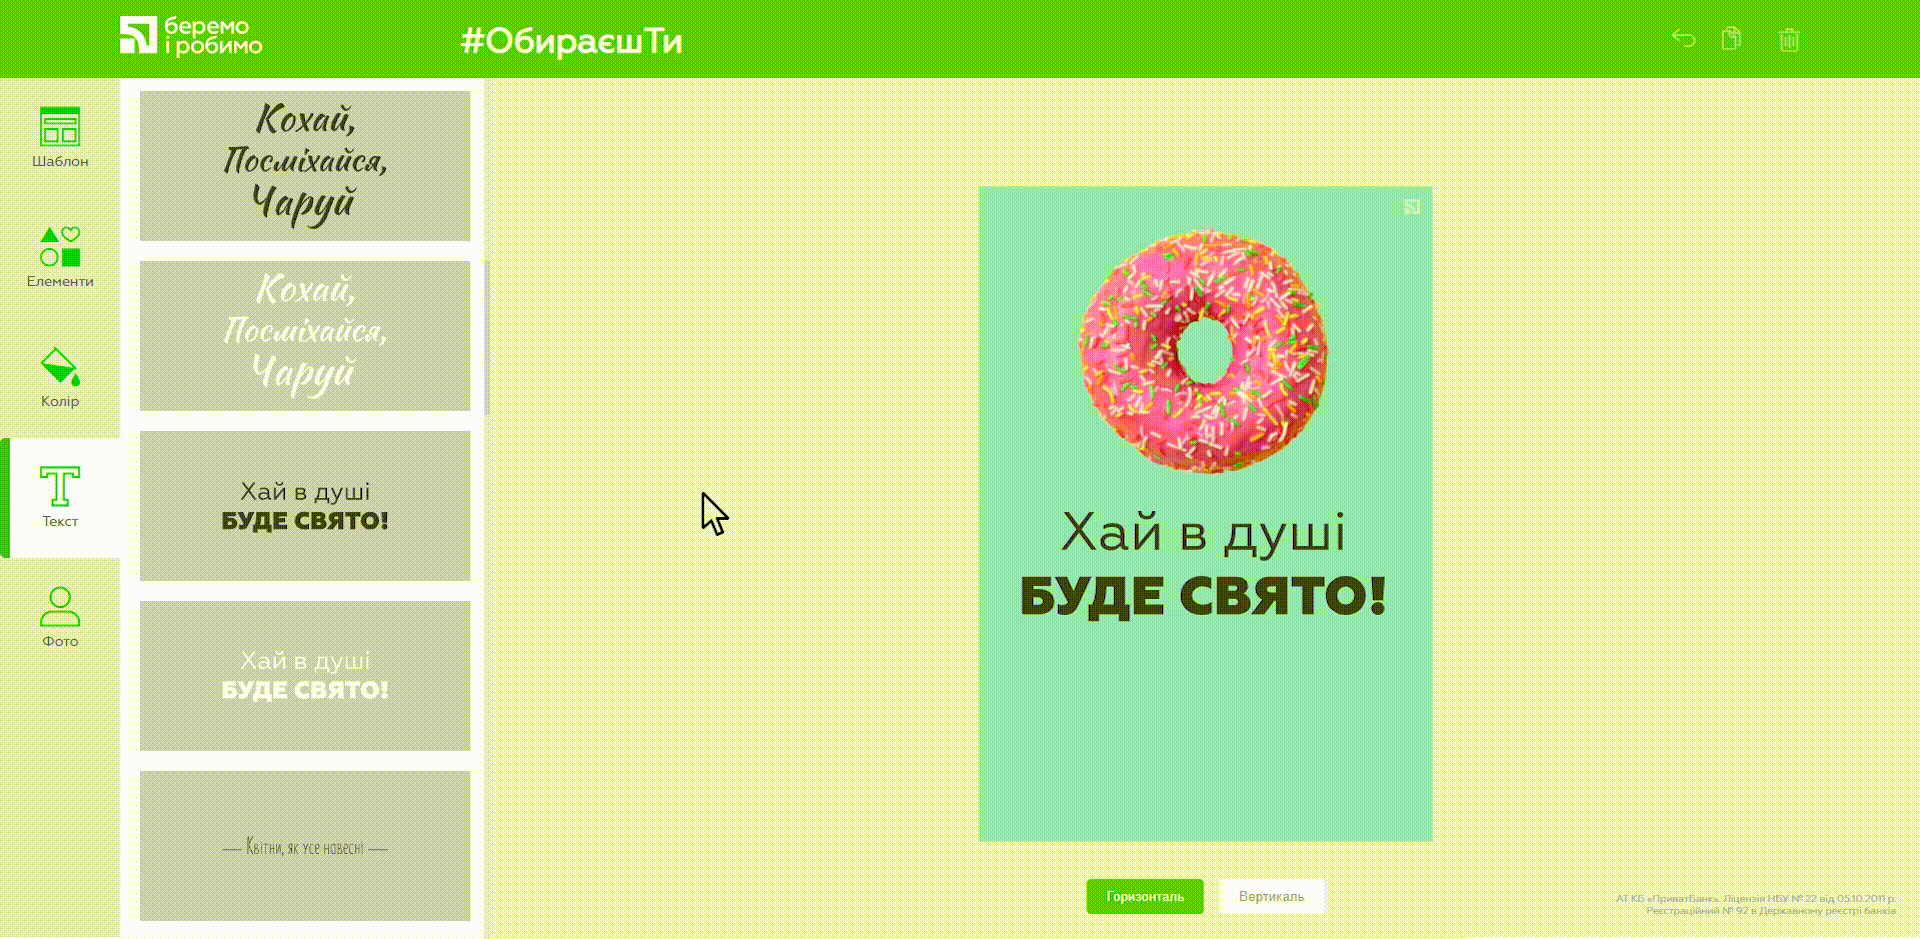 беремо
і робимо
#ОбираєшТи
Шаблон
Елементи
Колір
Текст
Фото
Кохай,
Посміхайся,
Чаруй
Кохай,
Посміхайся,
Чаруй
Хай в душі
БУДЕ СВЯТО!
Хай в душі
БУДЕ СВЯТО!
— Квітни, як усе навесні —
Хай в душі
БУДЕ СВЯТО!
Горизонталь
Вертикаль
АТ КБ «ПриватБанк». Ліцензія НБУ № 22 від 05.10.2011 р.
Реєстраційний № 92 в Державному реєстрі банків